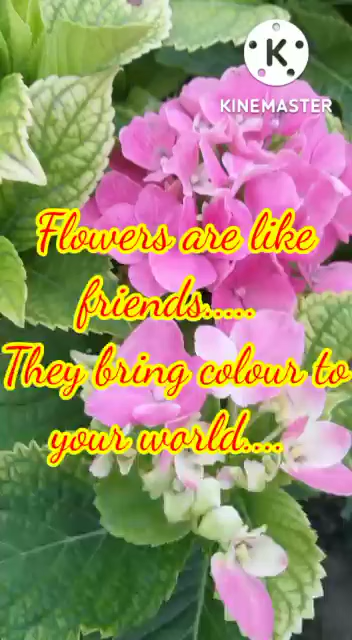 KINEMASTER
Flowers are like
friends.....
They bring colour to
your world....